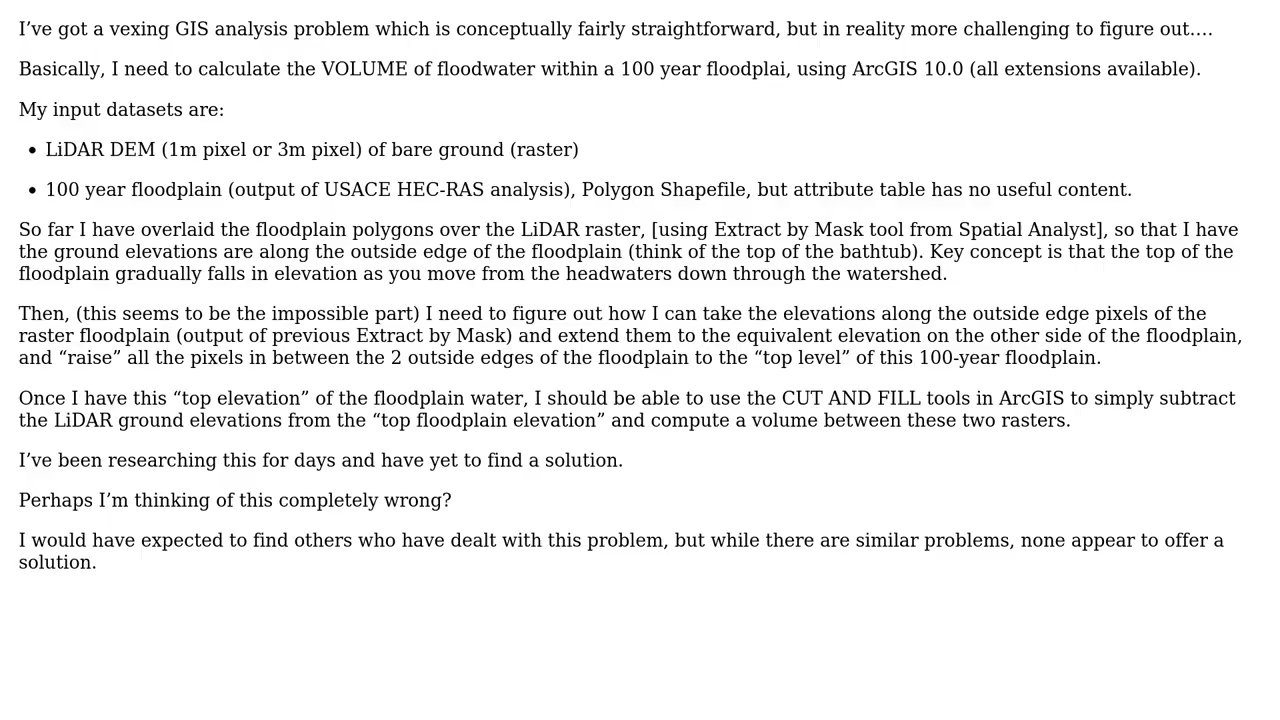 I’ve got a vexing GIS analysis problem which is conceptually fairly straightforward, but in reality more challenging to figure out….
Basically, I need to calculate the VOLUME of floodwater within a 100 year floodplai, using ArcGIS 10.0 (all extensions available).
My input datasets are:
• LiDAR DEM (1m pixel or 3m pixel) of bare ground (raster)
• 100 year floodplain (output of USACE HEC-RAS analysis), Polygon Shapefile, but attribute table has no useful content.
So far I have overlaid the floodplain polygons over the LiDAR raster, [using Extract by Mask tool from Spatial Analyst], so that I have
the ground elevations are along the outside edge of the floodplain (think of the top of the bathtub). Key concept is that the top of the
floodplain gradually falls in elevation as you move from the headwaters down through the watershed.
Then, (this seems to be the impossible part) I need to figure out how I can take the elevations along the outside edge pixels of the
raster floodplain (output of previous Extract by Mask) and extend them to the equivalent elevation on the other side of the floodplain,
and “raise” all the pixels in between the 2 outside edges of the floodplain to the “top level” of this 100-year floodplain.
Once I have this “top elevation” of the floodplain water, I should be able to use the CUT AND FILL tools in ArcGIS to simply subtract
the LiDAR ground elevations from the “top floodplain elevation” and compute a volume between these two rasters.
I’ve been researching this for days and have yet to find a solution.
Perhaps I’m thinking of this completely wrong?
I would have expected to find others who have dealt with this problem, but while there are similar problems, none appear to offer a
solution.